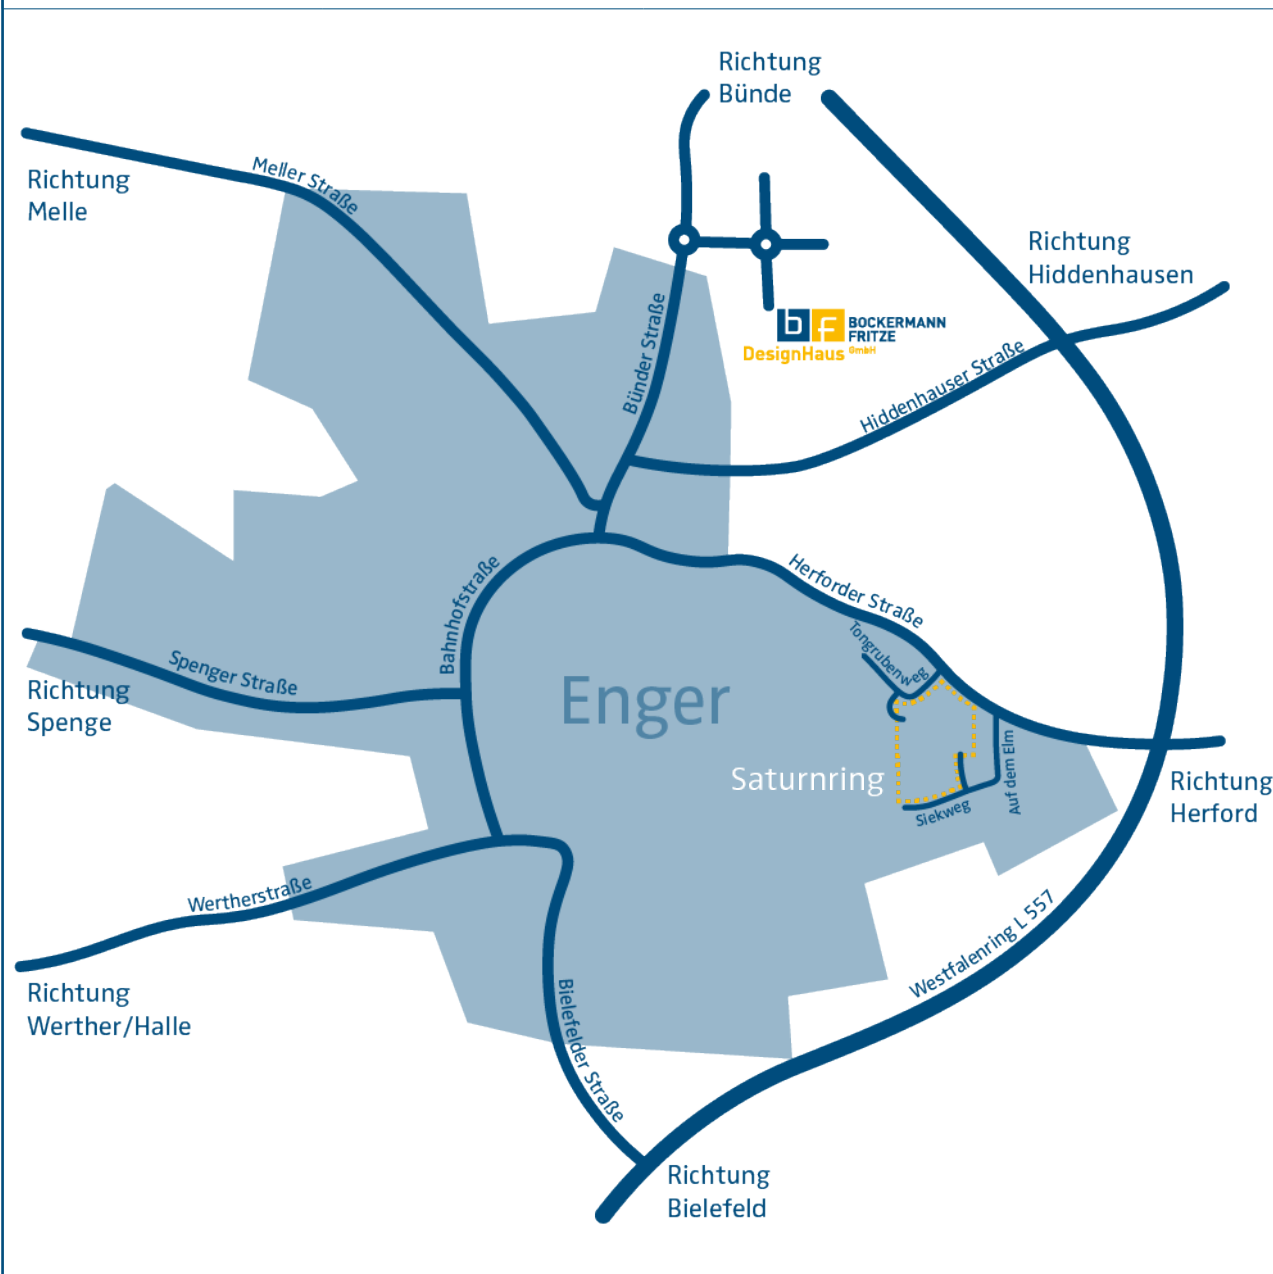 Richtung
Bünde
Meller Straße
Richtung
Melle
Richtung
Hiddenhausen
Bünder Straße
b f BOCKERMANN
FRITZE
DesignHaus GmbH
Hiddenhauser Straße
Herforder Straße
Bahnhofstraße
Tongrubenweg
Spenger Straße
Richtung
Spenge
Enger
Saturnring
Auf dem Elm
Siekweg
Richtung
Herford
Wertherstraße
Westfalenring L 557
Richtung
Werther/Halle
Bielefelder Straße
Richtung
Bielefeld